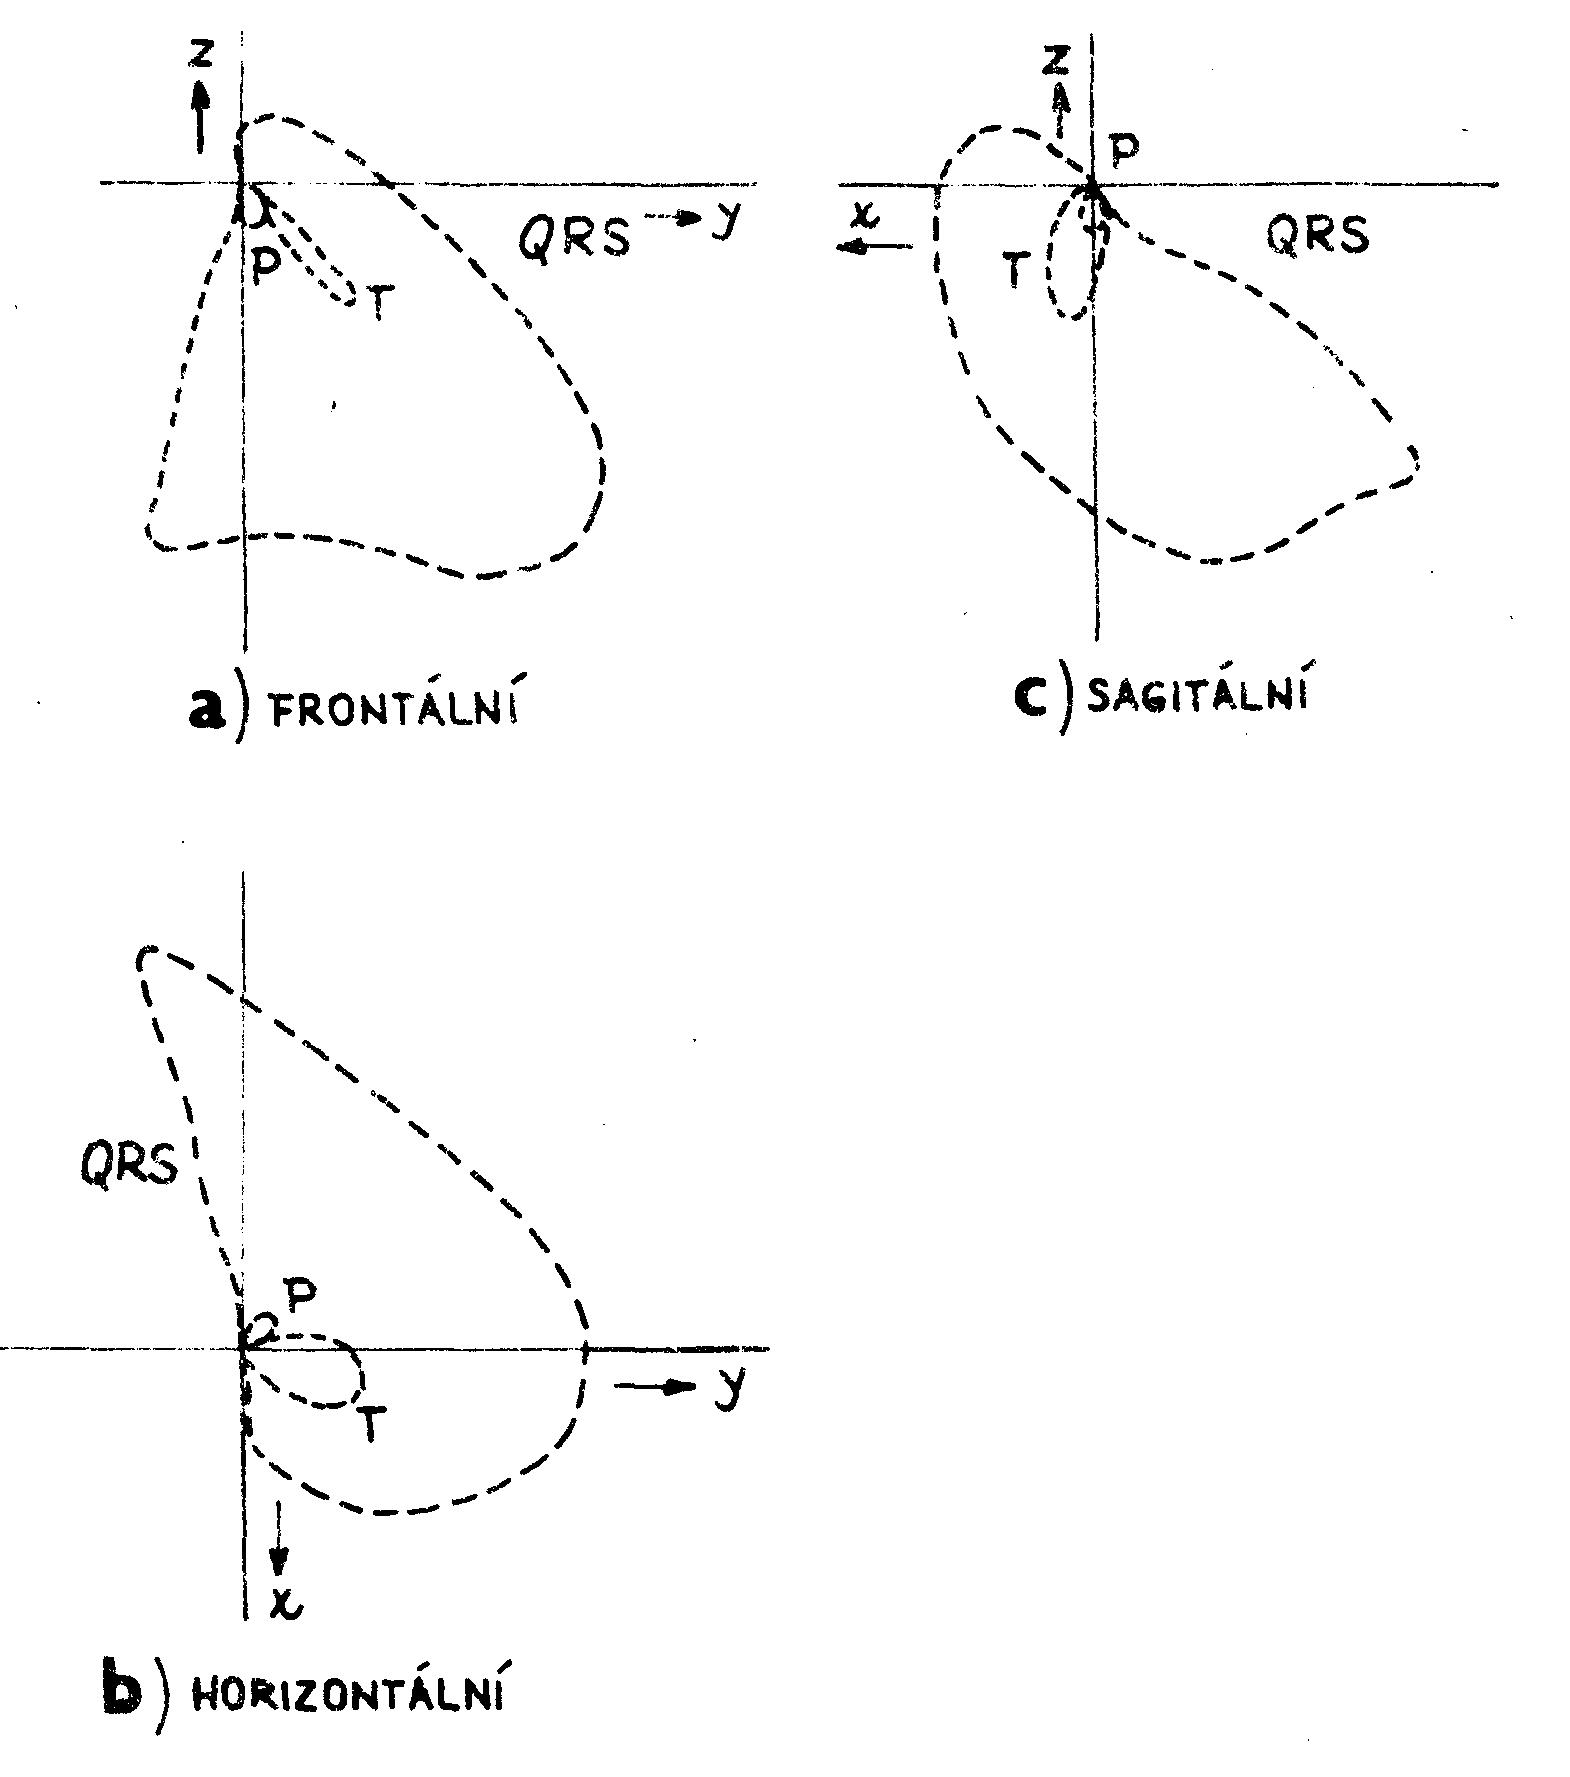 z
QRS
y
P
T
a) FRONTÁLNÍ
z
P
x
QRS
T
c) SAGITÁLNÍ
QRS
P
y
T
x
b) HORIZONTÁLNÍ